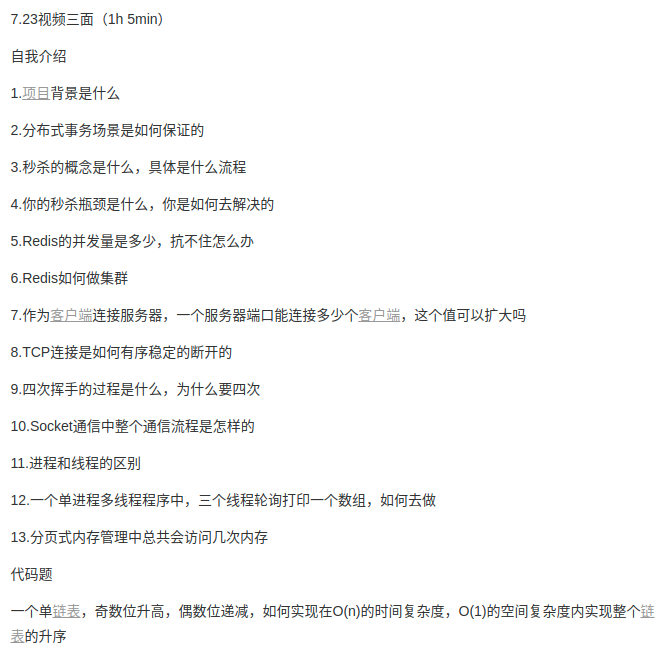 7.23视频三面（1h 5min）
自我介绍
1.项目背景是什么
2.分布式事务场景是如何保证的
3.秒杀的概念是什么，具体是什么流程
4.你的秒杀瓶颈是什么，你是如何去解决的
5.Redis的并发量是多少，抗不住怎么办
6.Redis如何做集群
7.作为客户端连接服务器，一个服务器端口能连接多少个客户端，这个值可以扩大吗
8.TCP连接是如何有序稳定的断开的
9.四次挥手的过程是什么，为什么要四次
10.Socket通信中整个通信流程是怎样的
11.进程和线程的区别
12.一个单进程多线程程序中，三个线程轮询打印一个数组，如何去做
13.分页式内存管理中总共会访问几次内存
代码题
一个单链表，奇数位升高，偶数位递减，如何实现在O(n)的时间复杂度，O(1)的空间复杂度内实现整个链
表的升序